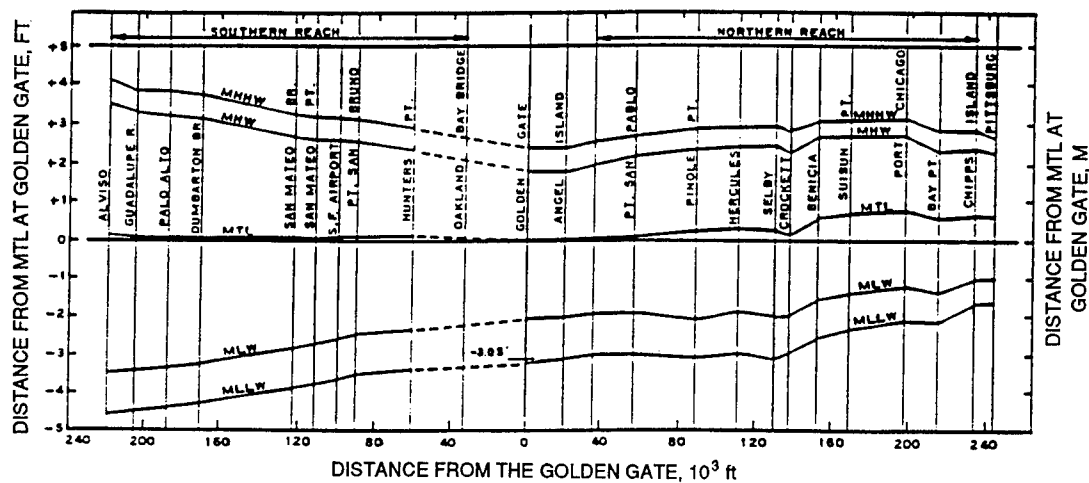 SOUTHERN REACH
NORTHERN REACH
DISTANCE FROM MTL AT GOLDEN GATE, FT
+5
+4
+3
+2
+1
0
-1
-2
-3
-4
-5
ALVISO
GUADALUPE R.
PALO ALTO
DUMBARTON BR.
SAN MATEO BR.
SAN MATEO PT.
S.F. AIRPORT
PT. SAN BRUNO
HUNTERS PT.
OAKLAND BAY BRIDGE
GOLDEN GATE
ANGEL ISLAND
PT. SAN PABLO
PINOLE PT.
HERCULES
SELBY
CROCKETT
BENICIA
SUISUN PT.
PORT CHICAGO
BAY PT.
CHIPPS ISLAND
PITTSBURG
MHHW
MHW
MTL
MLW
MLLW
MHHW
MHW
MTL
MLW
MLLW
-3.05'
240 200 160 120 80 40 0 40 80 120 160 200 240
DISTANCE FROM THE GOLDEN GATE, 10³ ft
DISTANCE FROM MTL AT
GOLDEN GATE, M